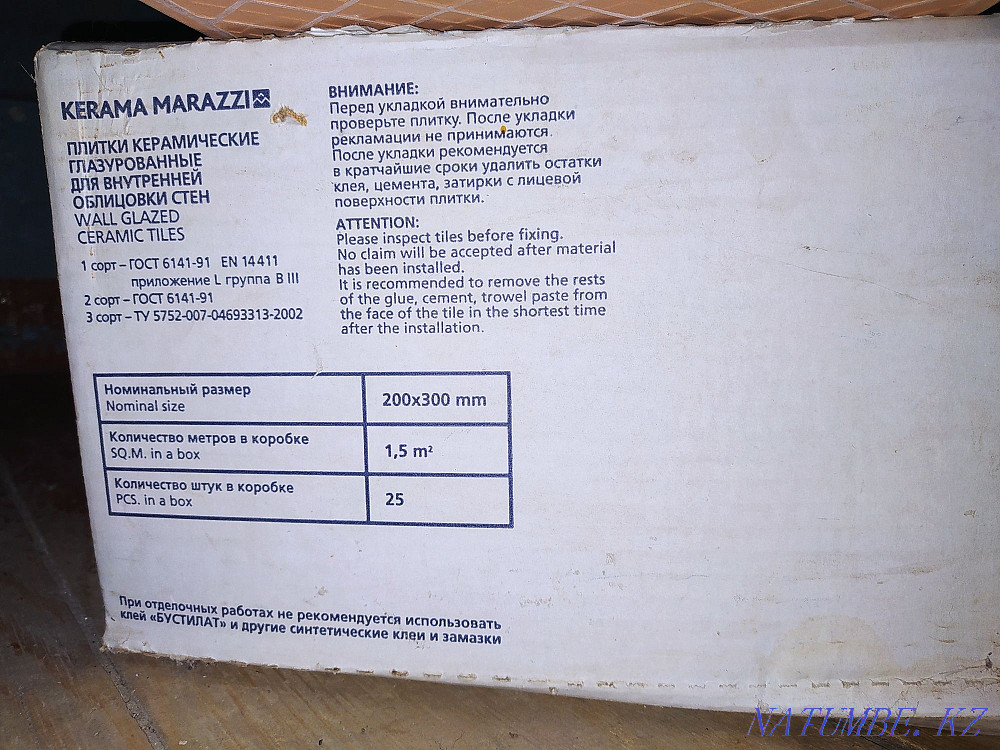 KERAMA MARAZZI
ПЛИТКИ КЕРАМИЧЕСКИЕ
ГЛАЗУРОВАННЫЕ
ДЛЯ ВНУТРЕННЕЙ
ОБЛИЦОВКИ СТЕН
WALL GLAZED
CERAMIC TILES
1 сорт – ГОСТ 6141-91 EN 14411
приложение L группа B III
2 сорт – ГОСТ 6141-91
3 сорт – ТУ 5752-007-04693313-2002
ВНИМАНИЕ:
Перед укладкой внимательно
проверьте плитку. После укладки
рекламации не принимаются.
После укладки рекомендуется
в кратчайшие сроки удалить остатки
клея, цемента, затирки с лицевой
поверхности плитки.
ATTENTION:
Please inspect tiles before fixing.
No claim will be accepted after material
has been installed.
It is recommended to remove the rests
of the glue, cement, trowel paste from
the face of the tile in the shortest time
after the installation.
Номинальный размер
Nominal size
200x300 mm
Количество метров в коробке
SQ.M. in a box
1,5 m²
Количество штук в коробке
PCS. in a box
25
При отделочных работах не рекомендуется использовать
клей «БУСТИЛАТ» и другие синтетические клеи и замазки
NATUMBE. KZ